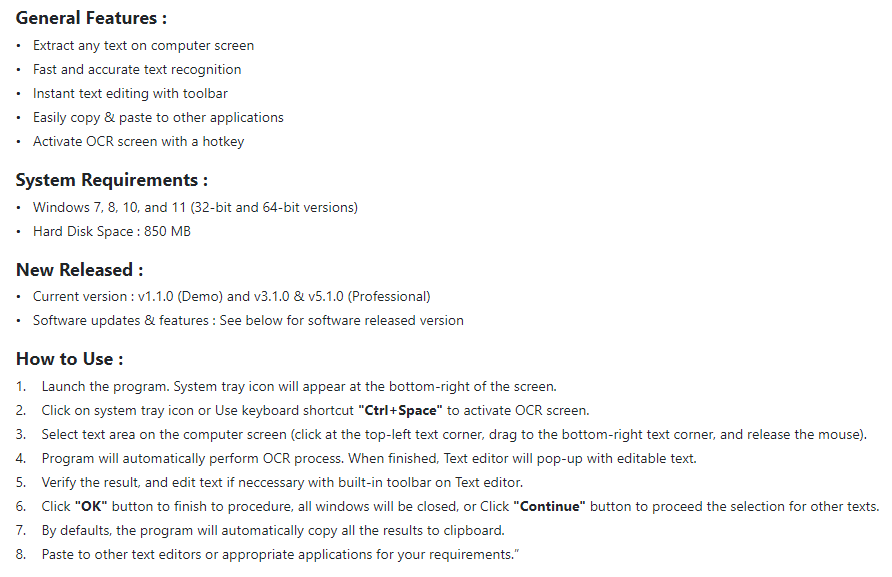 General Features :
• Extract any text on computer screen
• Fast and accurate text recognition
• Instant text editing with toolbar
• Easily copy & paste to other applications
• Activate OCR screen with a hotkey
System Requirements :
• Windows 7, 8, 10, and 11 (32-bit and 64-bit versions)
• Hard Disk Space : 850 MB
New Released :
• Current version : v1.1.0 (Demo) and v3.1.0 & v5.1.0 (Professional)
• Software updates & features : See below for software released version
How to Use :
1. Launch the program. System tray icon will appear at the bottom-right of the screen.
2. Click on system tray icon or Use keyboard shortcut "Ctrl+Space" to activate OCR screen.
3. Select text area on the computer screen (click at the top-left text corner, drag to the bottom-right text corner, and release the mouse).
4. Program will automatically perform OCR process. When finished, Text editor will pop-up with editable text.
5. Verify the result, and edit text if neccessary with built-in toolbar on Text editor.
6. Click "OK" button to finish to procedure, all windows will be closed, or Click "Continue" button to proceed the selection for other texts.
7. By defaults, the program will automatically copy all the results to clipboard.
8. Paste to other text editors or appropriate applications for your requirements.”